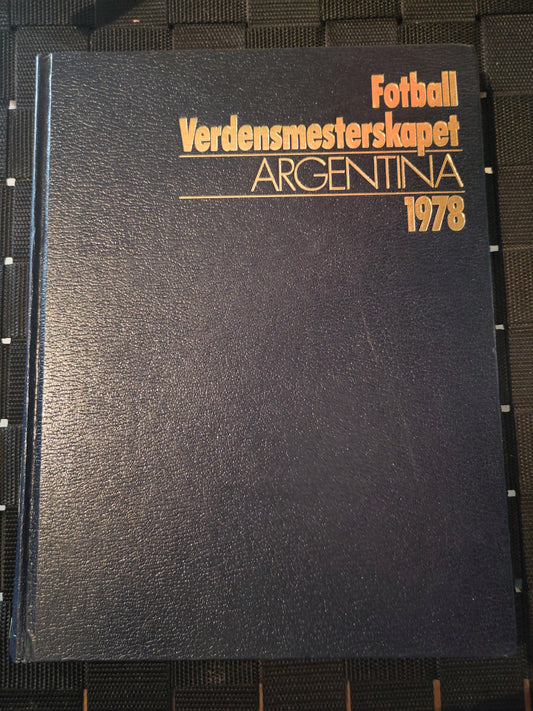 Fotball
Verdensmesterskapet
ARGENTINA
1978